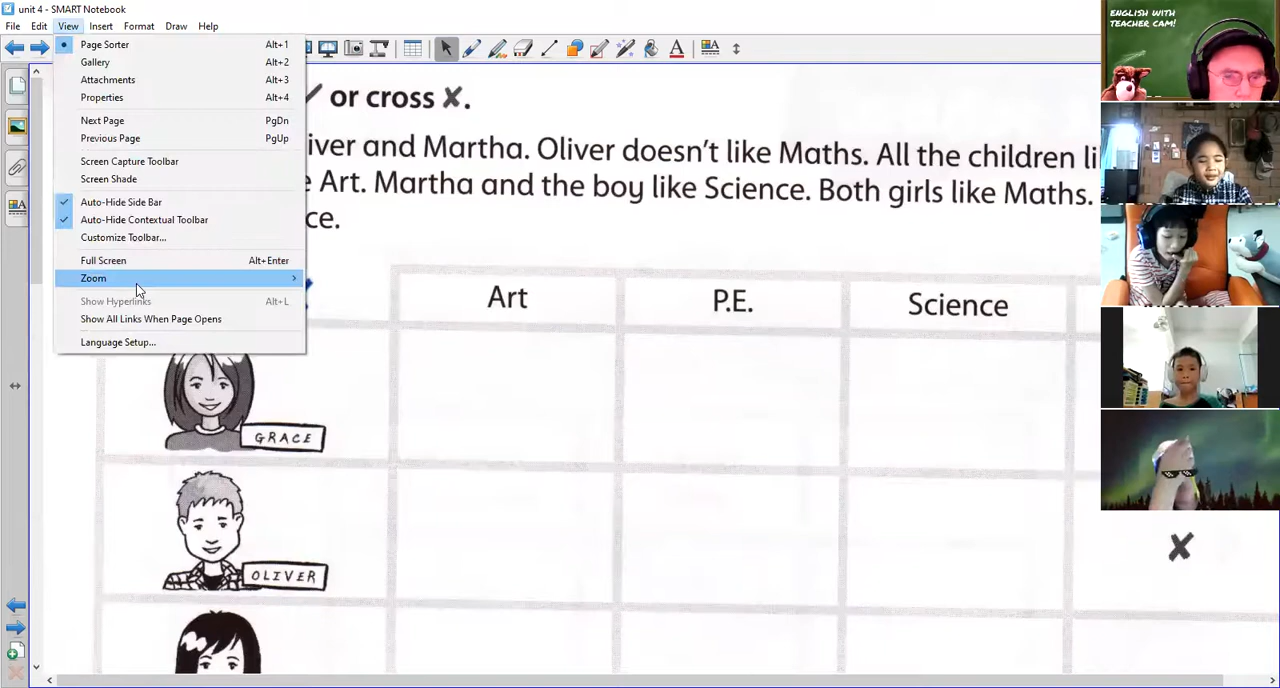 unit 4 - SMART Notebook
File Edit View Insert Format Draw Help
Page Sorter Alt+1
Gallery Alt+2
Attachments Alt+3
Properties Alt+4
Next Page PgDn
Previous Page PgUp
Screen Capture Toolbar
Screen Shade
Auto-Hide Side Bar
Auto-Hide Contextual Toolbar
Customize Toolbar...
Full Screen Alt+Enter
Zoom
Show Hyperlinks Alt+L
Show All Links When Page Opens
Language Setup...
✓ or cross ✘.
iver and Martha. Oliver doesn't like Maths. All the children li
e Art. Martha and the boy like Science. Both girls like Maths.
ce.
Art P.E. Science
GRACE
OLIVER
✘
ENGLISH WITH
TEACHER CAM!